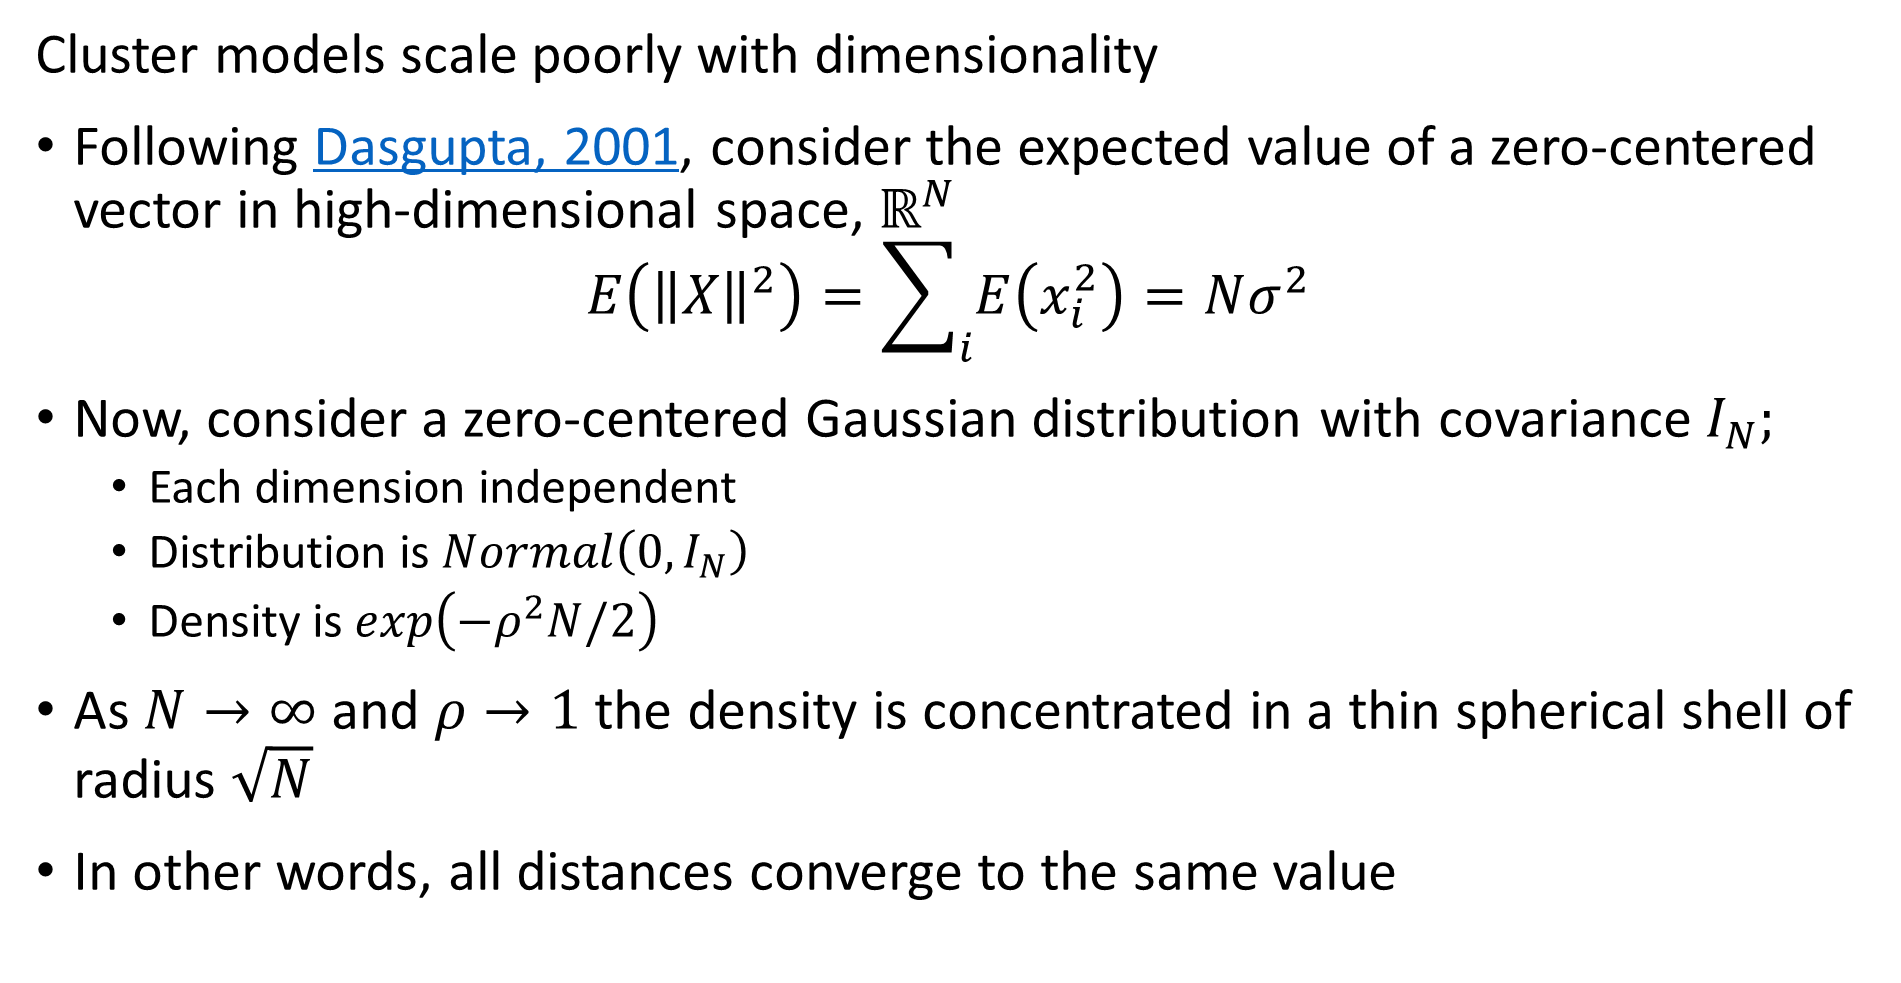 Cluster models scale poorly with dimensionality
• Following Dasgupta, 2001, consider the expected value of a zero-centered
vector in high-dimensional space, ℝ^N
E(‖X‖²) = ∑_i E(x_i²) = Nσ²
• Now, consider a zero-centered Gaussian distribution with covariance I_N;
• Each dimension independent
• Distribution is Normal(0, I_N)
• Density is exp(−ρ²N/2)
• As N → ∞ and ρ → 1 the density is concentrated in a thin spherical shell of
radius √N
• In other words, all distances converge to the same value